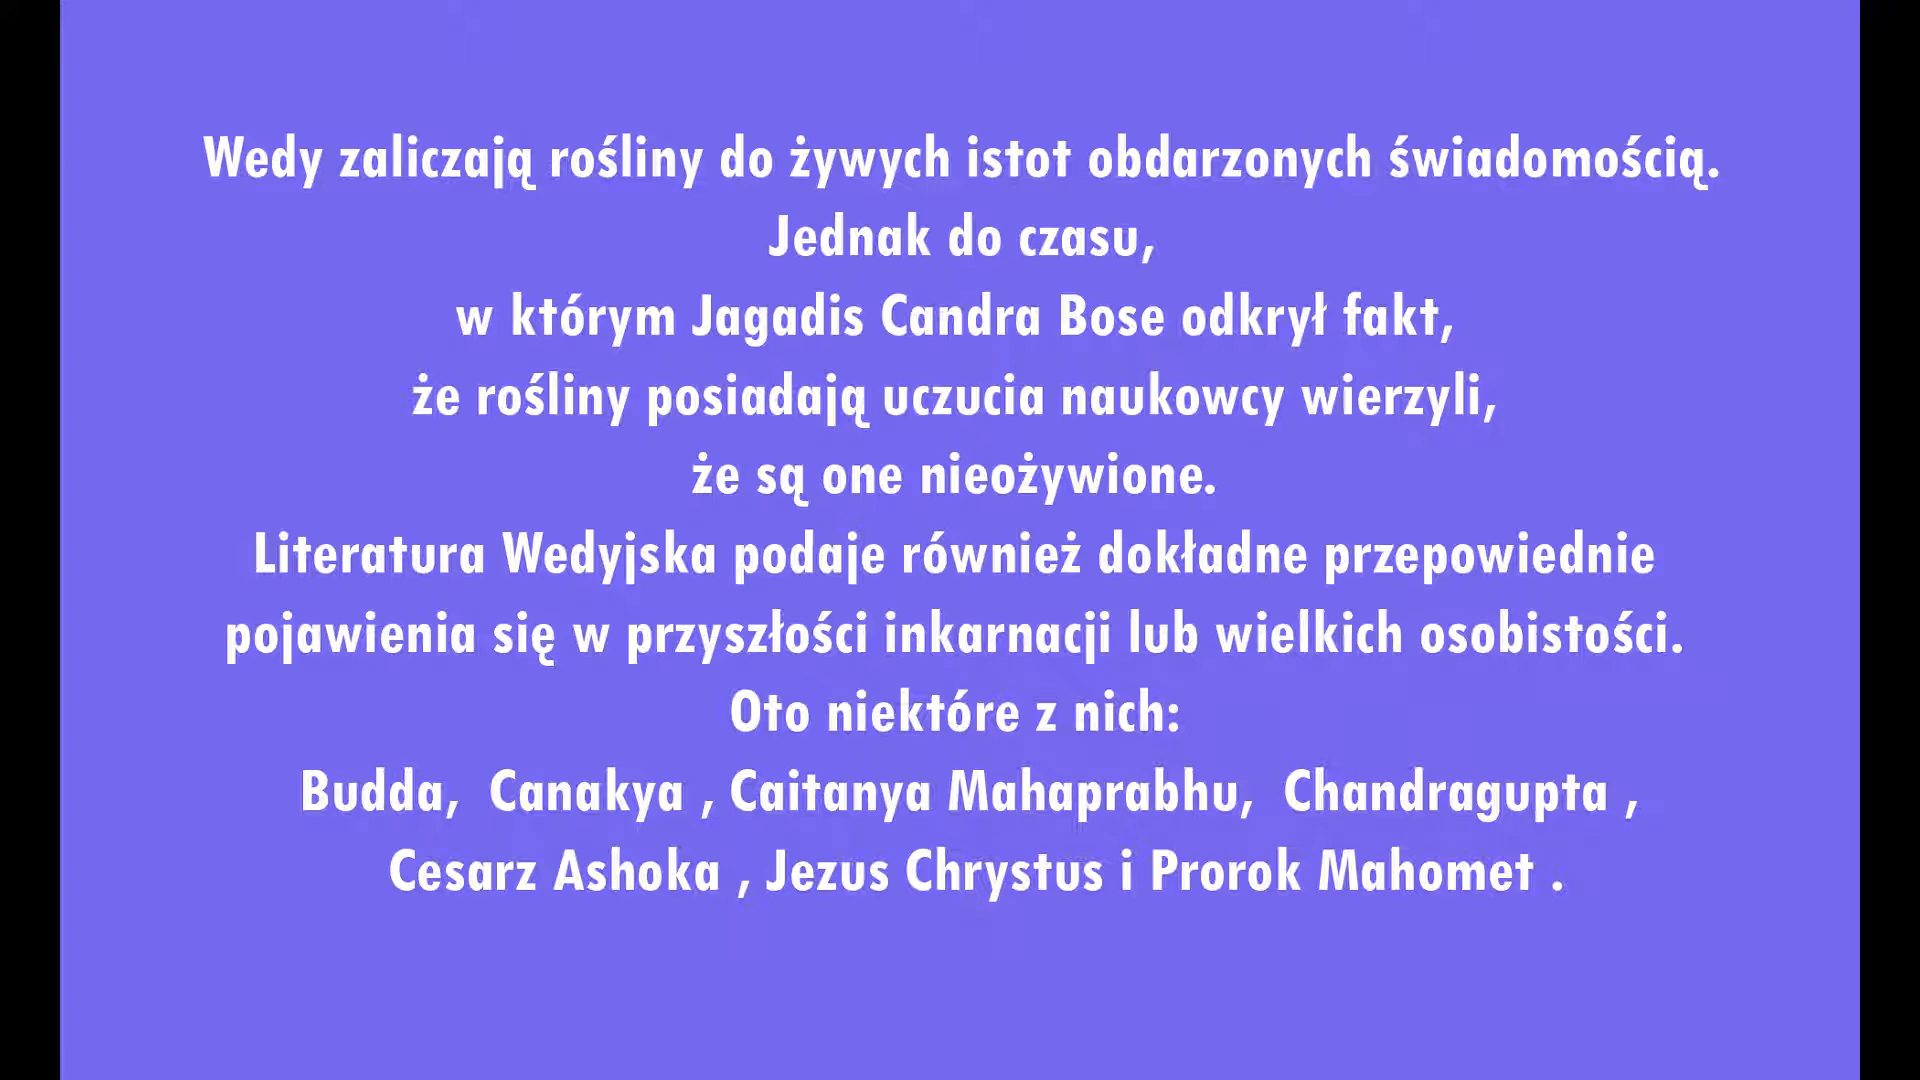 Wedy zaliczają rośliny do żywych istot obdarzonych świadomością.
Jednak do czasu,
w którym Jagadis Candra Bose odkrył fakt,
że rośliny posiadają uczucia naukowcy wierzyli,
że są one nieożywione.
Literatura Wedyjska podaje również dokładne przepowiednie
pojawienia się w przyszłości inkarnacji lub wielkich osobistości.
Oto niektóre z nich:
Budda,  Canakya , Caitanya Mahaprabhu,  Chandragupta ,
Cesarz Ashoka , Jezus Chrystus i Prorok Mahomet .